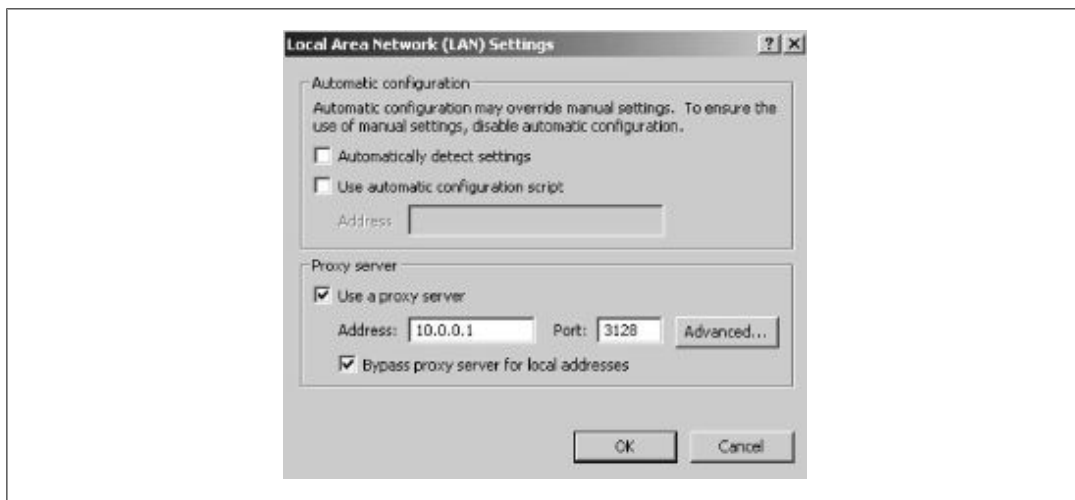 Local Area Network (LAN) Settings
Automatic configuration
Automatic configuration may override manual settings. To ensure the
use of manual settings, disable automatic configuration.
Automatically detect settings
Use automatic configuration script
Address
Proxy server
Use a proxy server
Address: 10.0.0.1 Port: 3128 Advanced...
Bypass proxy server for local addresses
OK Cancel